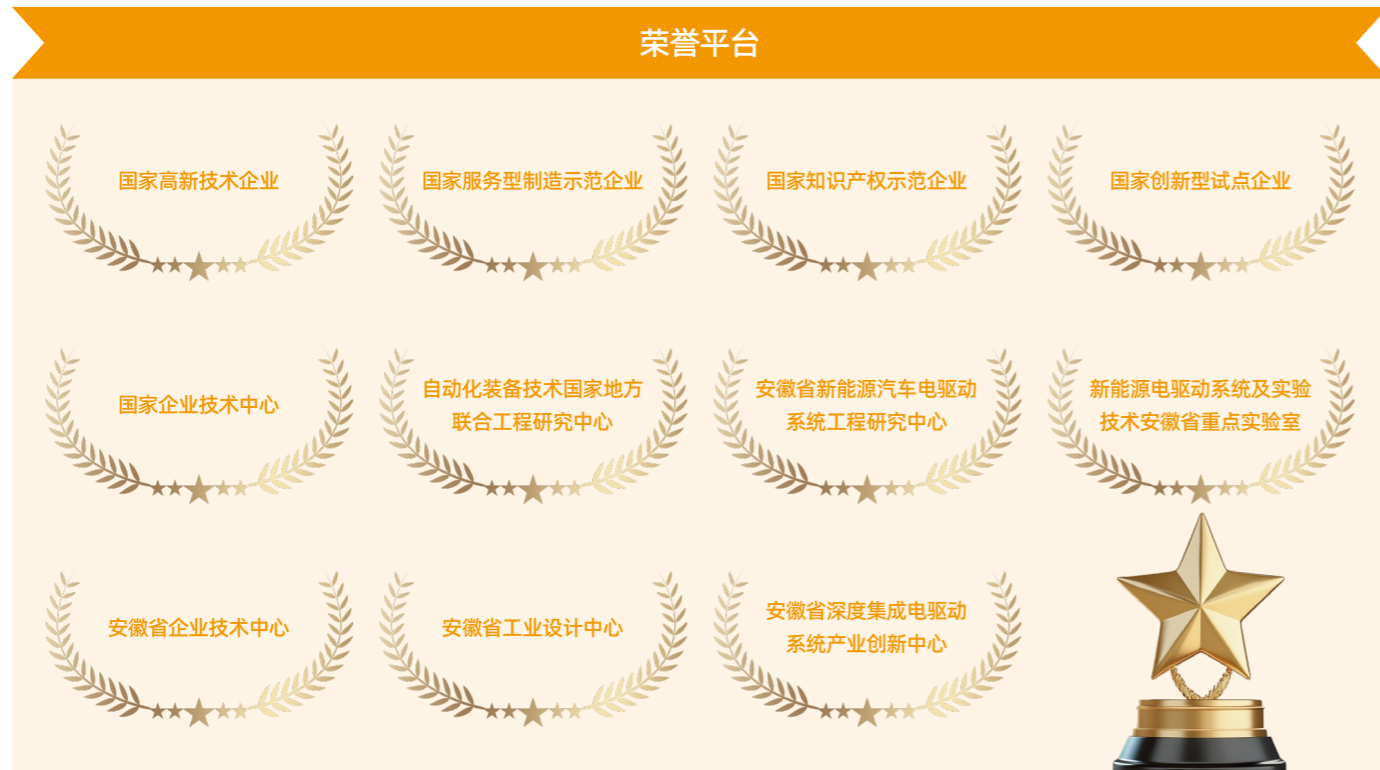 荣誉平台
国家高新技术企业
国家服务型制造示范企业
国家知识产权示范企业
国家创新型试点企业
国家企业技术中心
自动化装备技术国家地方
联合工程研究中心
安徽省新能源汽车电驱动
系统工程研究中心
新能源电驱动系统及实验
技术安徽省重点实验室
安徽省企业技术中心
安徽省工业设计中心
安徽省深度集成电驱动
系统产业创新中心